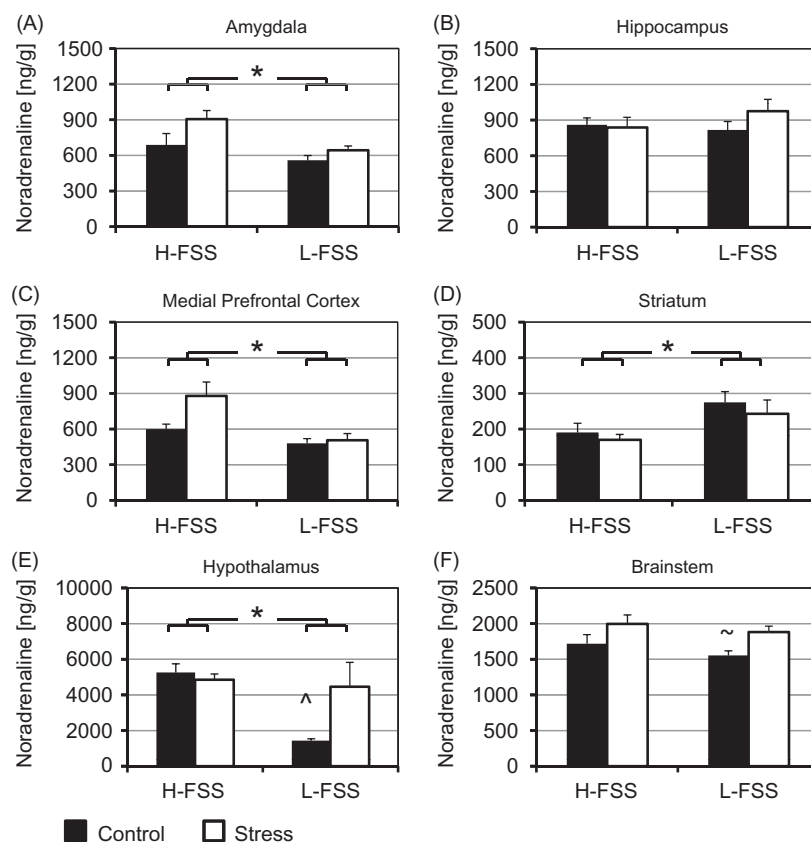 (A) Amygdala
Noradrenaline [ng/g]
1500
1200
900
600
300
0
*
H-FSS L-FSS
(B) Hippocampus
Noradrenaline [ng/g]
1500
1200
900
600
300
0
H-FSS L-FSS
(C) Medial Prefrontal Cortex
Noradrenaline [ng/g]
1500
1200
900
600
300
0
*
H-FSS L-FSS
(D) Striatum
Noradrenaline [ng/g]
500
400
300
200
100
0
*
H-FSS L-FSS
(E) Hypothalamus
Noradrenaline [ng/g]
10000
8000
6000
4000
2000
0
*
^
H-FSS L-FSS
(F) Brainstem
Noradrenaline [ng/g]
2500
2000
1500
1000
500
0
~
H-FSS L-FSS
Control Stress